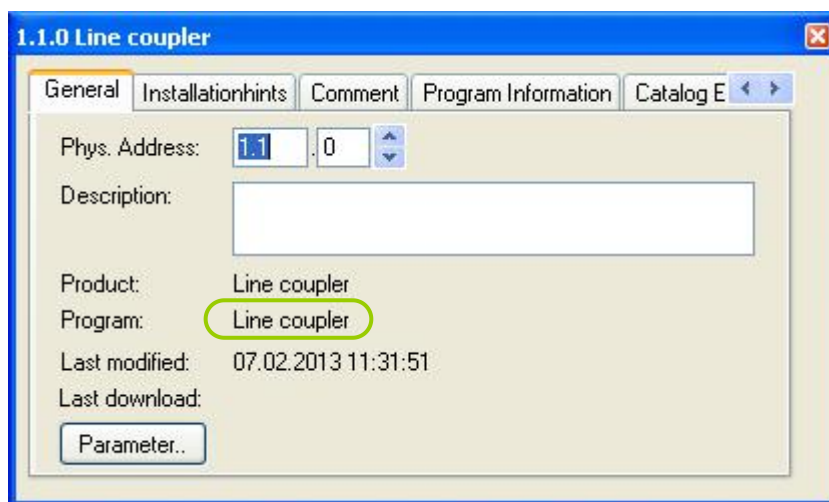 1.1.0 Line coupler
General Installationhints Comment Program Information Catalog E
Phys. Address: 1.1 . 0
Description:
Product: Line coupler
Program: Line coupler
Last modified: 07.02.2013 11:31:51
Last download:
Parameter..